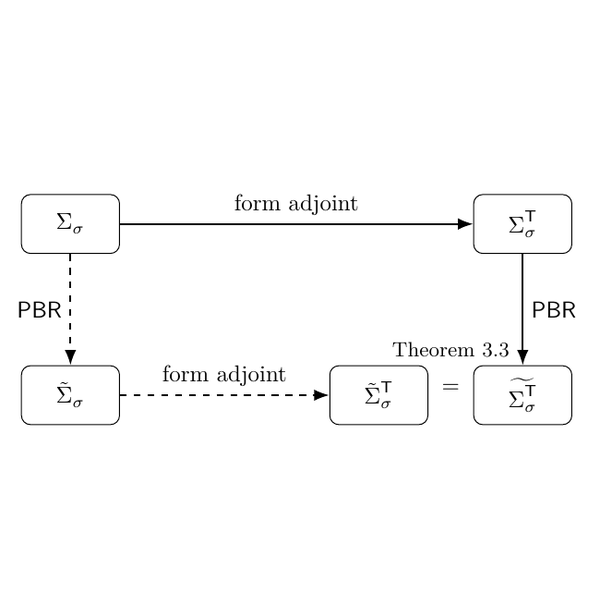 form adjoint
Σ_σ
Σ_σ^T
PBR
PBR
Theorem 3.3
form adjoint
Σ̃_σ
Σ̃_σ^T
=
\widetilde{Σ_σ^T}